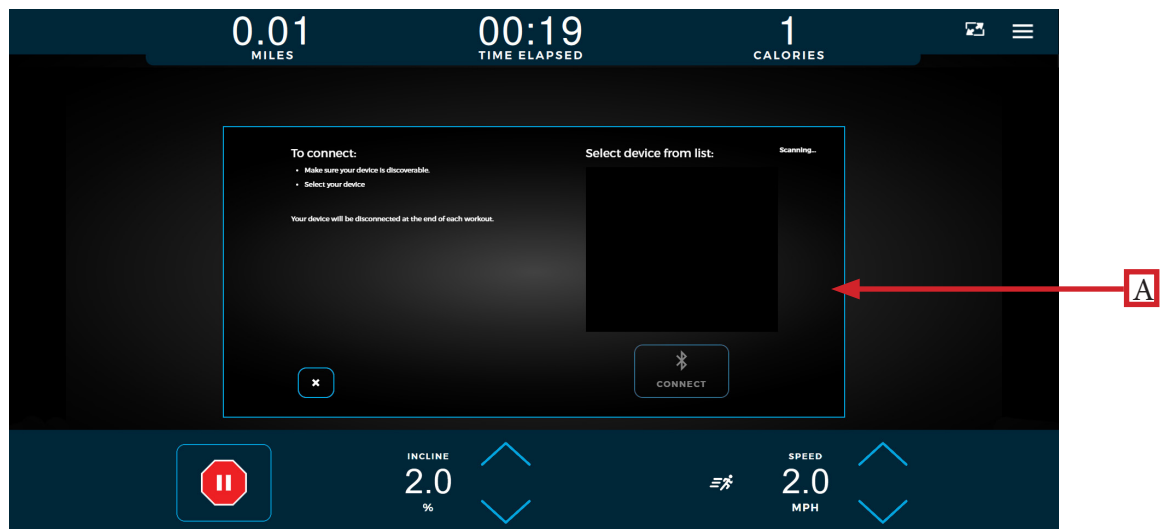 0.01
MILES
00:19
TIME ELAPSED
1
CALORIES
To connect:
• Make sure your device is discoverable.
• Select your device
Your device will be disconnected at the end of each workout.
Select device from list:
Scanning...
CONNECT
A
INCLINE
2.0
%
SPEED
2.0
MPH